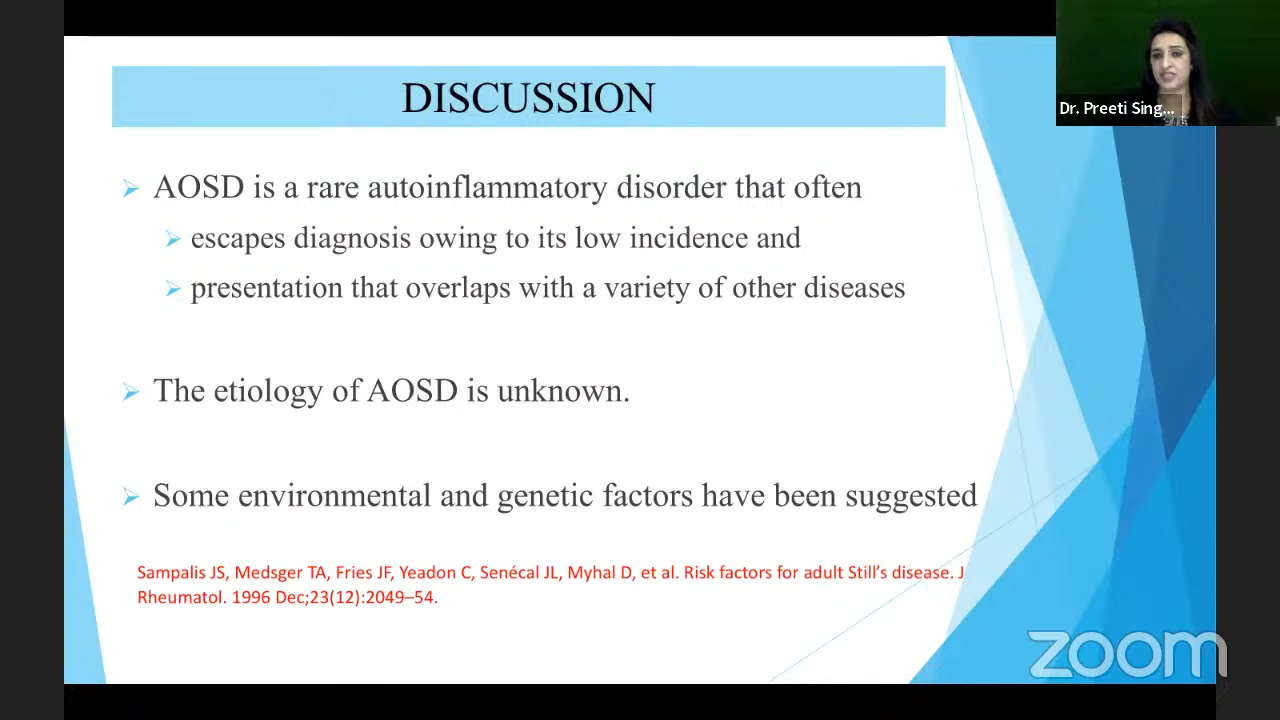 DISCUSSION
Dr. Preeti Sing...
AOSD is a rare autoinflammatory disorder that often
escapes diagnosis owing to its low incidence and
presentation that overlaps with a variety of other diseases
The etiology of AOSD is unknown.
Some environmental and genetic factors have been suggested
Sampalis JS, Medsger TA, Fries JF, Yeadon C, Senécal JL, Myhal D, et al. Risk factors for adult Still’s disease. J
Rheumatol. 1996 Dec;23(12):2049–54.
zoom